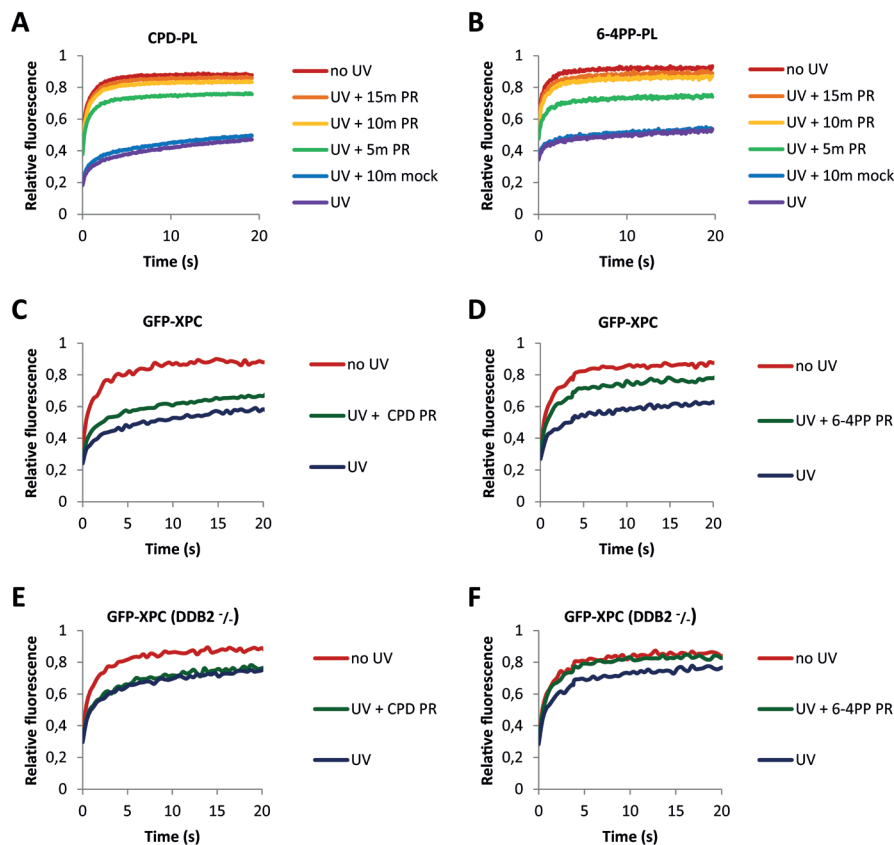 A
CPD-PL
Relative fluorescence
1
0,8
0,6
0,4
0,2
0
0
10
20
Time (s)
no UV
UV + 15m PR
UV + 10m PR
UV + 5m PR
UV + 10m mock
UV
B
6-4PP-PL
Relative fluorescence
1
0,8
0,6
0,4
0,2
0
0
10
20
Time (s)
no UV
UV + 15m PR
UV + 10m PR
UV + 5m PR
UV + 10m mock
UV
C
GFP-XPC
Relative fluorescence
1
0,8
0,6
0,4
0,2
0
0
5
10
15
20
Time (s)
no UV
UV + CPD PR
UV
D
GFP-XPC
Relative fluorescence
1
0,8
0,6
0,4
0,2
0
0
5
10
15
20
Time (s)
no UV
UV + 6-4PP PR
UV
E
GFP-XPC (DDB2 -/-)
Relative fluorescence
1
0,8
0,6
0,4
0,2
0
0
5
10
15
20
Time (s)
no UV
UV + CPD PR
UV
F
GFP-XPC (DDB2 -/-)
Relative fluorescence
1
0,8
0,6
0,4
0,2
0
0
5
10
15
20
Time (s)
no UV
UV + 6-4PP PR
UV